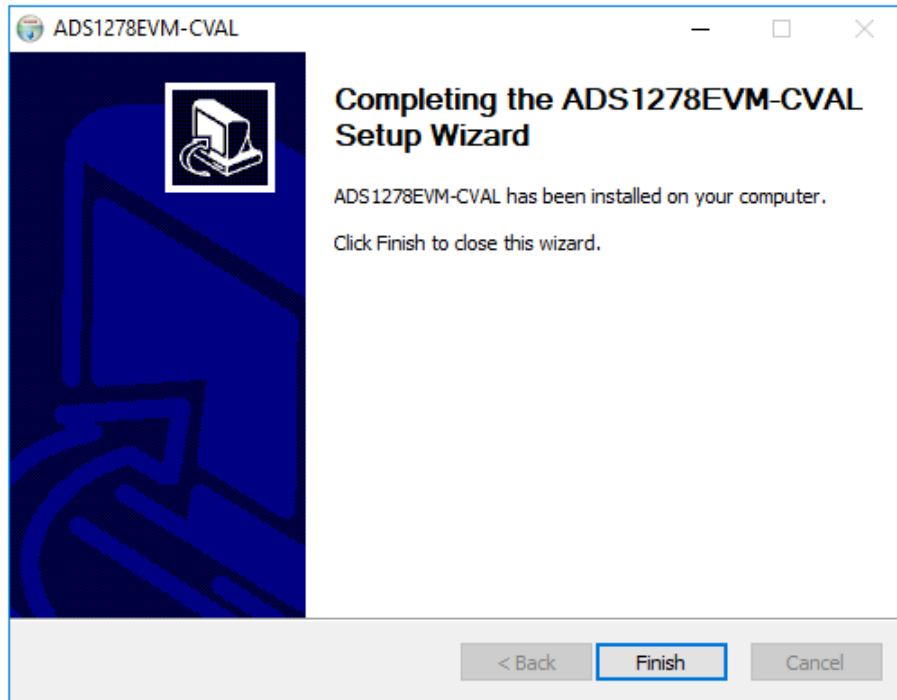 ADS1278EVM-CVAL
Completing the ADS1278EVM-CVAL
Setup Wizard
ADS1278EVM-CVAL has been installed on your computer.
Click Finish to close this wizard.
< Back
Finish
Cancel